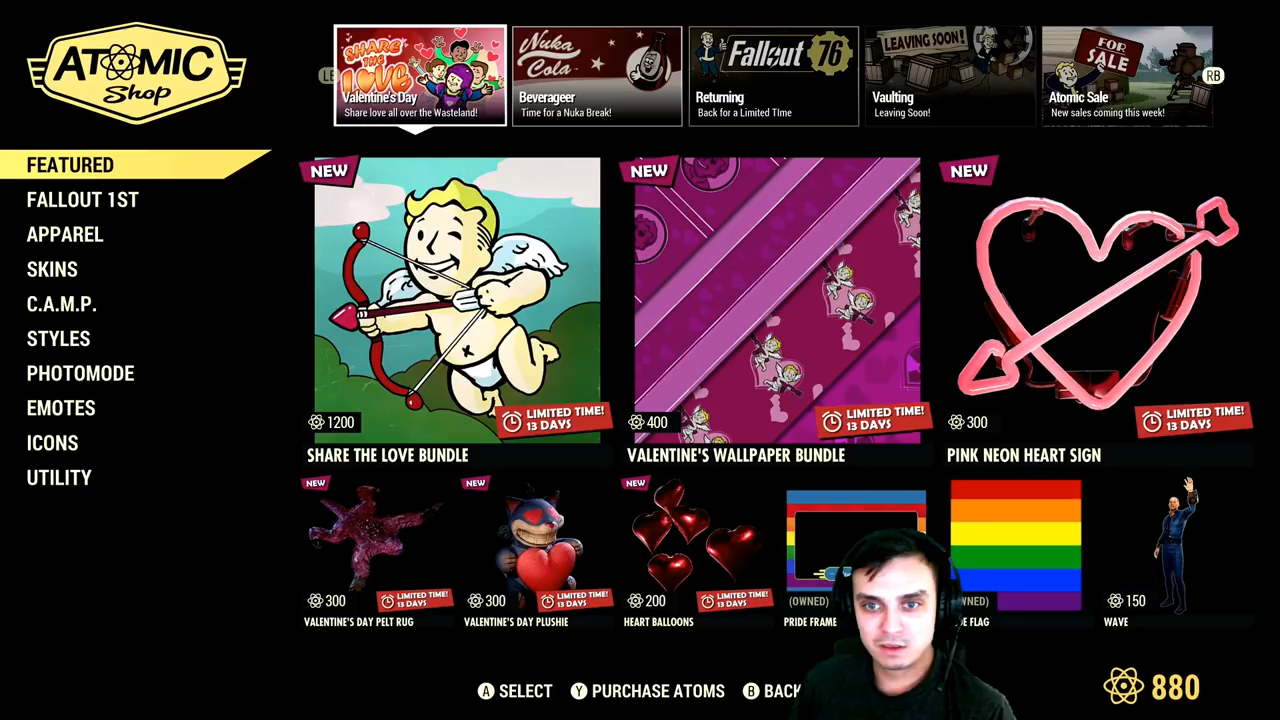 ATOMIC
Shop
LB
SHARE
THE
LOVE
Valentine's Day
Share love all over the Wasteland!
Nuka
Cola
Beverageer
Time for a Nuka Break!
Fallout 76
Returning
Back for a Limited TIme
LEAVING SOON!
Vaulting
Leaving Soon!
FOR
SALE
Atomic Sale
New sales coming this week!
RB
FEATURED
FALLOUT 1ST
APPAREL
SKINS
C.A.M.P.
STYLES
PHOTOMODE
EMOTES
ICONS
UTILITY
NEW
1200
LIMITED TIME!
13 DAYS
SHARE THE LOVE BUNDLE
NEW
400
LIMITED TIME!
13 DAYS
VALENTINE'S WALLPAPER BUNDLE
NEW
300
LIMITED TIME!
13 DAYS
PINK NEON HEART SIGN
NEW
300
LIMITED TIME!
13 DAYS
VALENTINE'S DAY PELT RUG
NEW
300
LIMITED TIME!
13 DAYS
VALENTINE'S DAY PLUSHIE
NEW
200
LIMITED TIME!
13 DAYS
HEART BALLOONS
(OWNED)
PRIDE FRAME
WNED)
FLAG
150
WAVE
A SELECT
Y PURCHASE ATOMS
B BACK
880